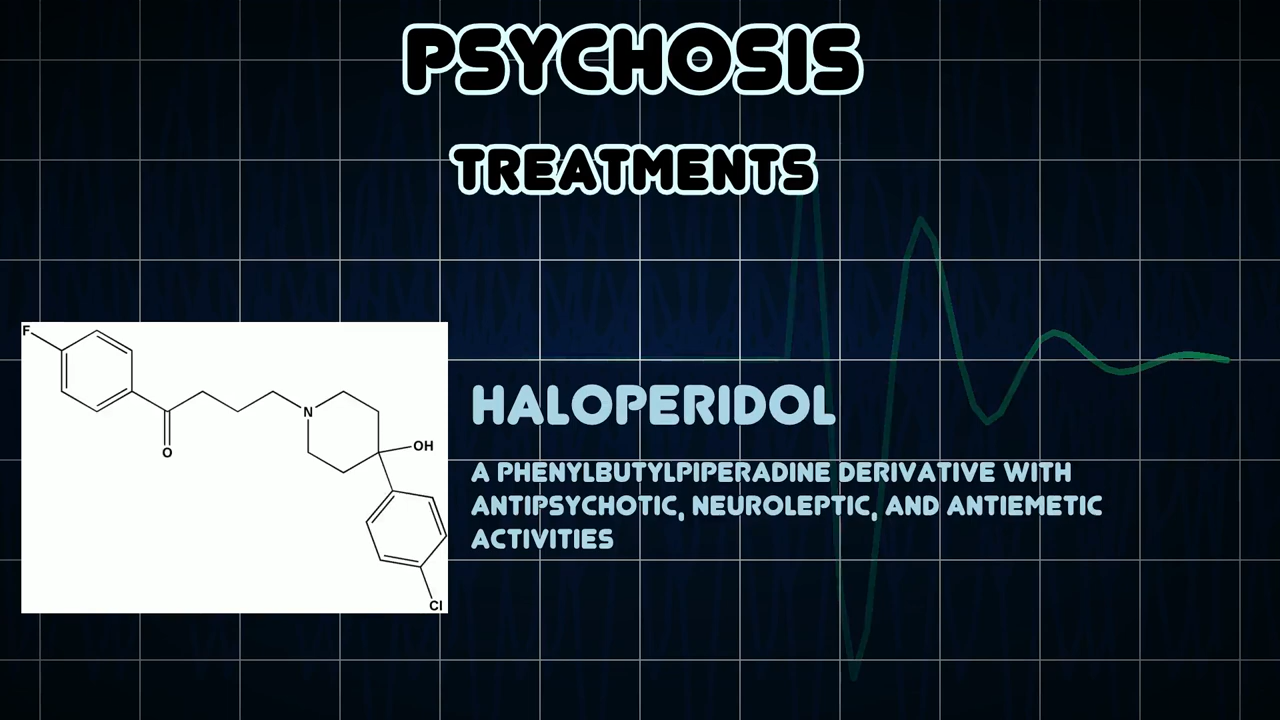 PSYCHOSIS
TREATMENTS
F
O
N
OH
Cl
HALOPERIDOL
A PHENYLBUTYLPIPERADINE DERIVATIVE WITH
ANTIPSYCHOTIC, NEUROLEPTIC, AND ANTIEMETIC
ACTIVITIES